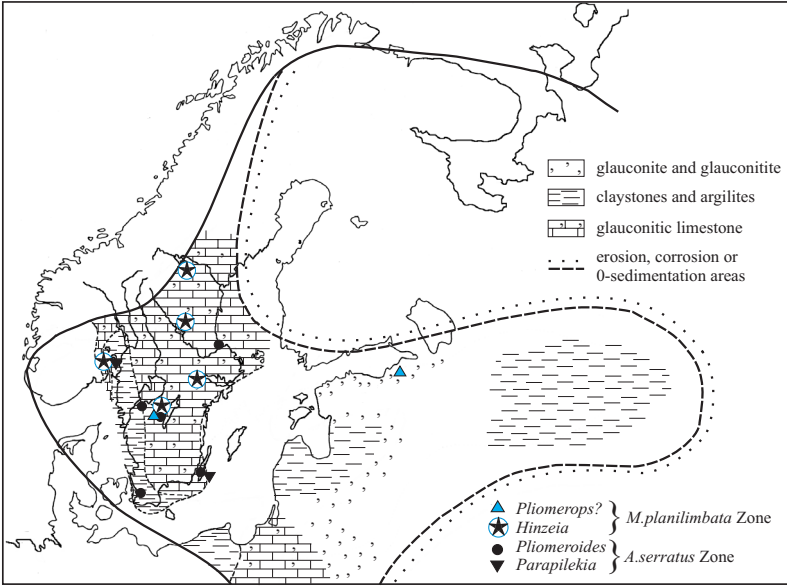 glauconite and glauconitite
claystones and argilites
glauconitic limestone
erosion, corrosion or
0-sedimentation areas
Pliomerops?
Hinzeia
M.planilimbata Zone
Pliomeroides
Parapilekia
A.serratus Zone